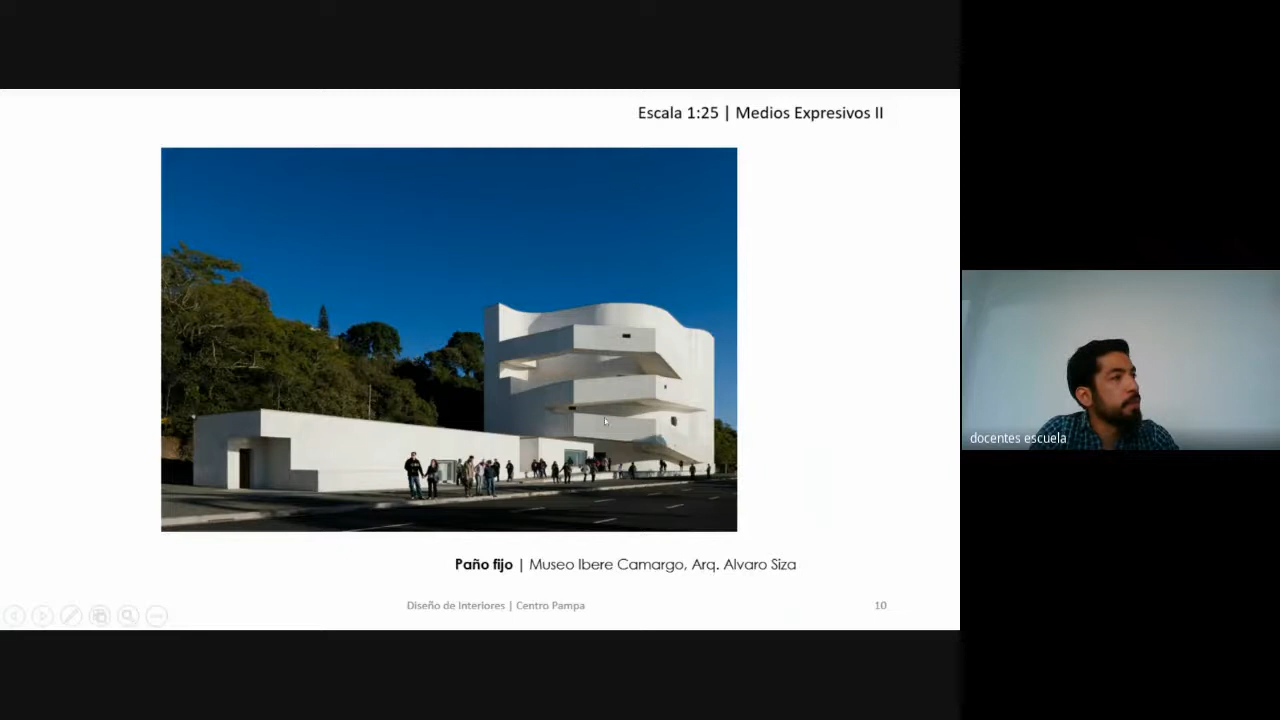 Escala 1:25 | Medios Expresivos II
docentes escuela
Paño fijo | Museo Ibere Camargo, Arq. Alvaro Siza
Diseño de Interiores | Centro Pampa
10